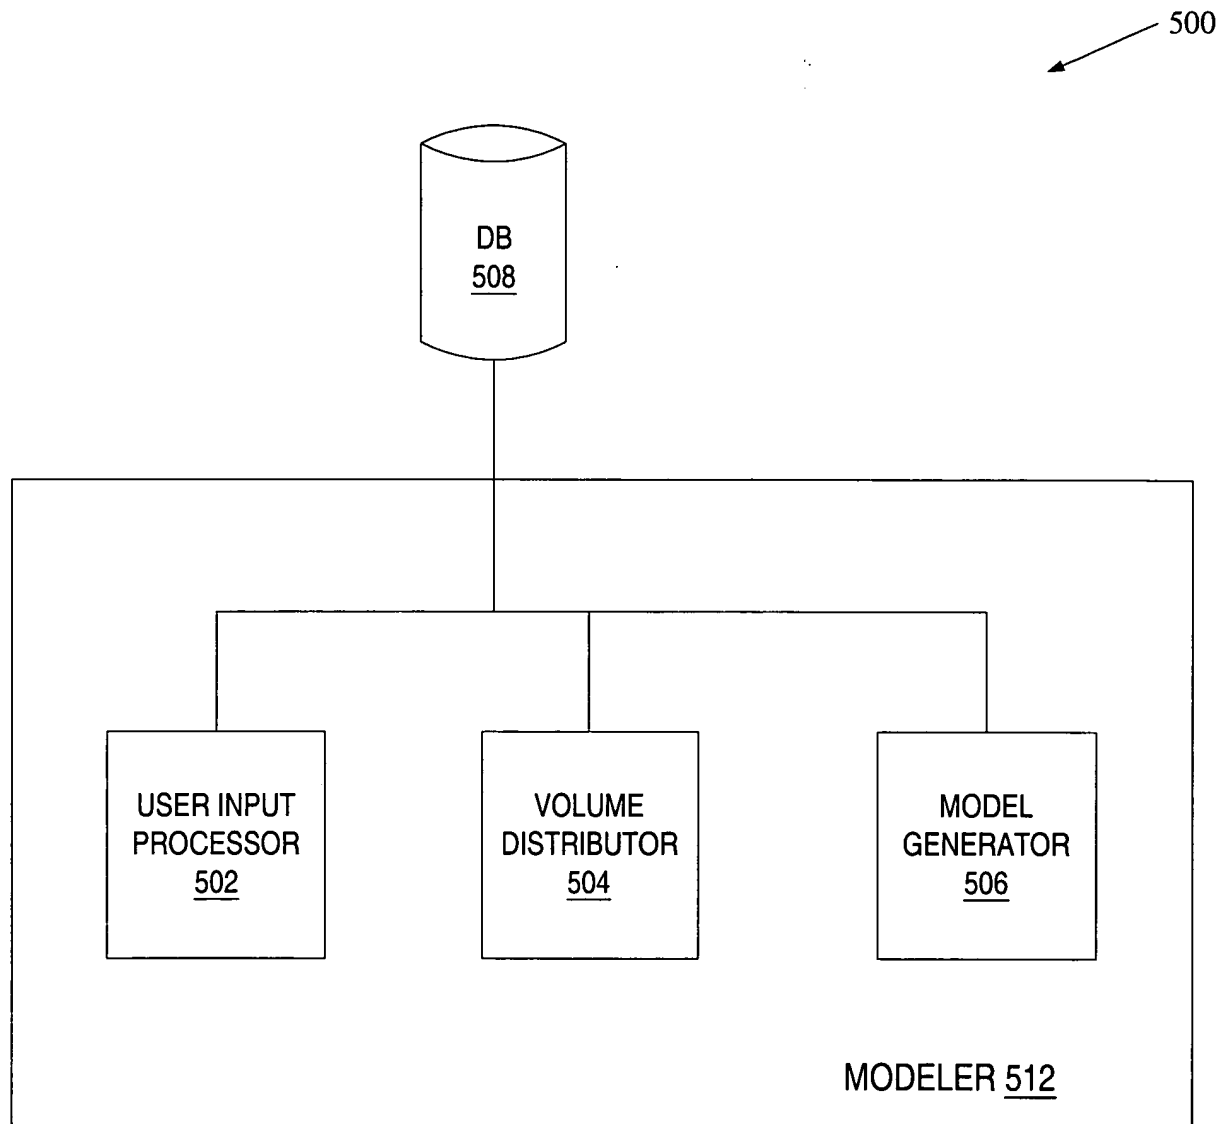 500
DB
508
USER INPUT
PROCESSOR
502
VOLUME
DISTRIBUTOR
504
MODEL
GENERATOR
506
MODELER 512